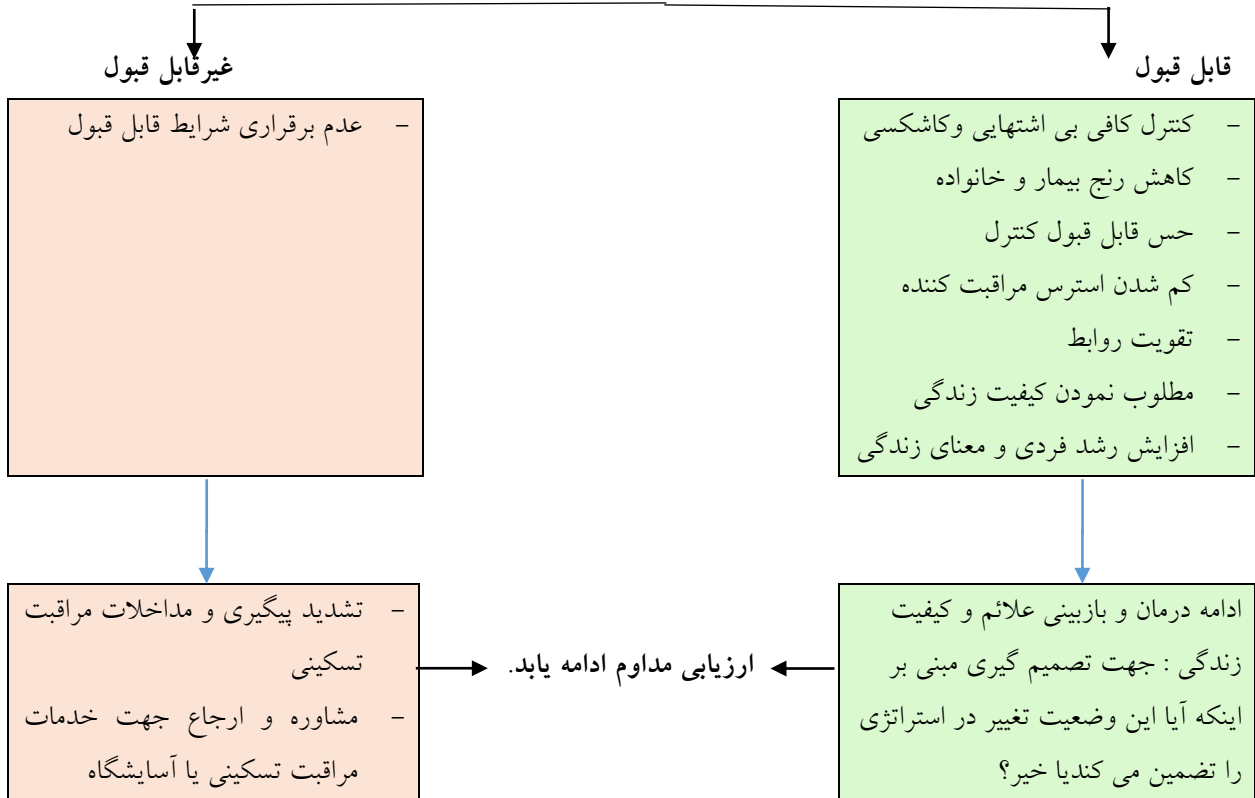 قابل قبول
غیرقابل قبول
- کنترل کافی بی اشتهایی وکاشکسی
- کاهش رنج بیمار و خانواده
- حس قابل قبول کنترل
- کم شدن استرس مراقبت کننده
- تقویت روابط
- مطلوب نمودن کیفیت زندگی
- افزایش رشد فردی و معنای زندگی
- عدم برقراری شرایط قابل قبول
ادامه درمان و بازبینی علائم و کیفیت
زندگی : جهت تصمیم گیری مبنی بر
اینکه آیا این وضعیت تغییر در استراتژی
را تضمین می کندیا خیر؟
ارزیابی مداوم ادامه یابد.
- تشدید پیگیری و مداخلات مراقبت
تسکینی
- مشاوره و ارجاع جهت خدمات
مراقبت تسکینی یا آسایشگاه